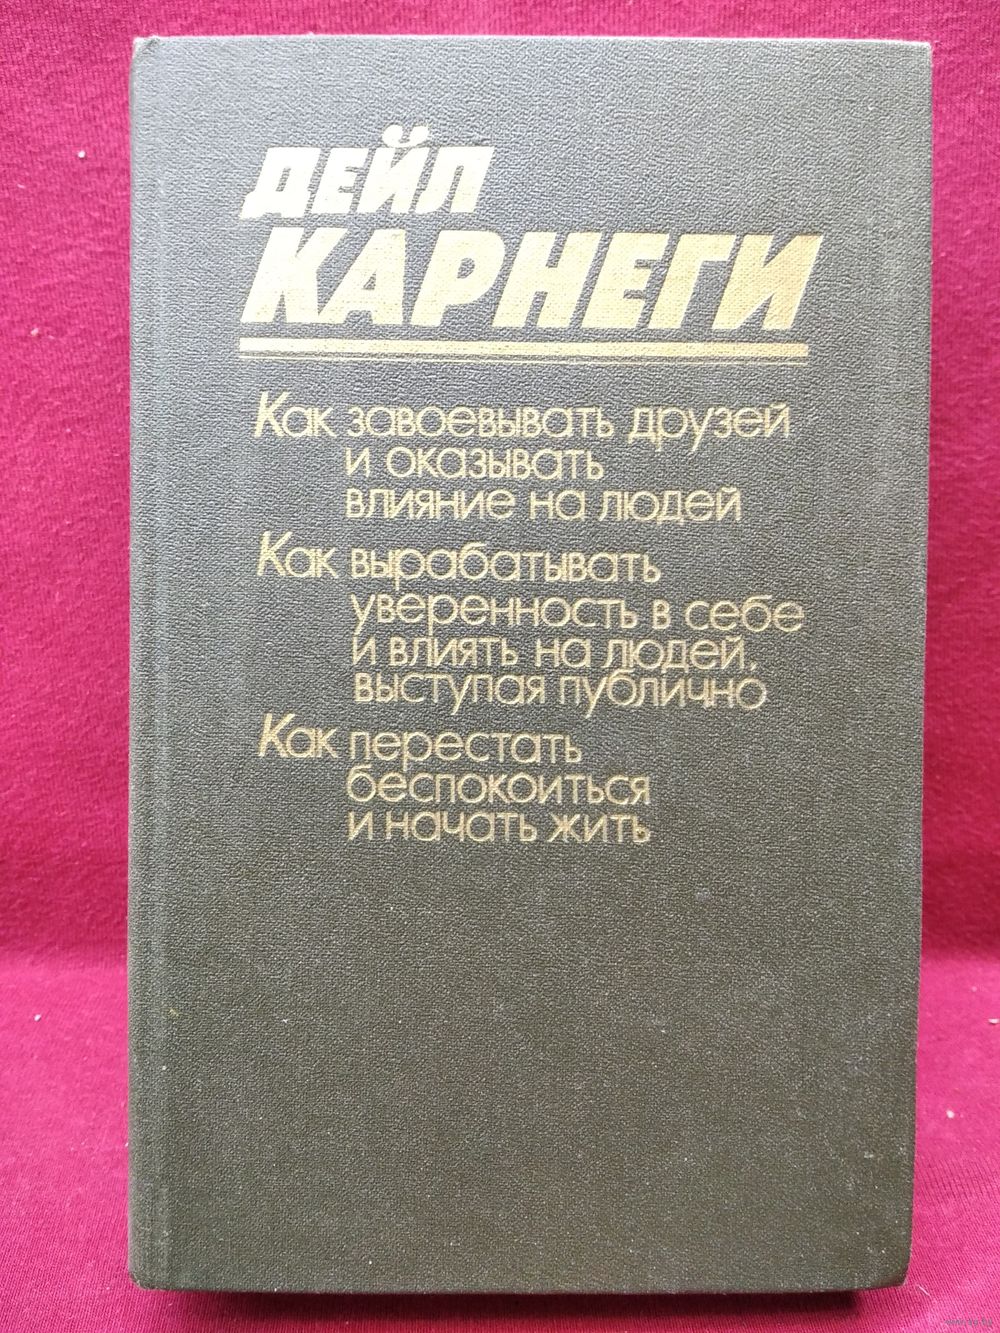 ДЕЙЛ
КАРНЕГИ
Как завоевывать друзей
и оказывать
влияние на людей
Как вырабатывать
уверенность в себе
и влиять на людей,
выступая публично
Как перестать
беспокоиться
и начать жить